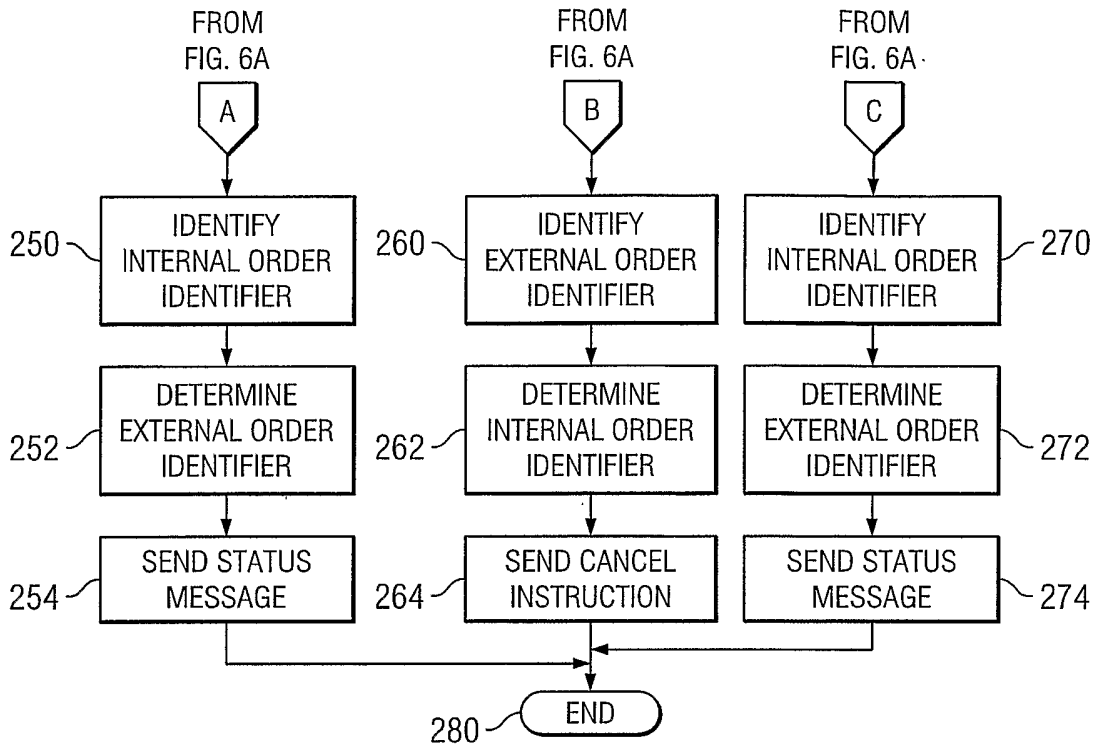 FROM
FIG. 6A
A
FROM
FIG. 6A
B
FROM
FIG. 6A
C
250
IDENTIFY
INTERNAL ORDER
IDENTIFIER
260
IDENTIFY
EXTERNAL ORDER
IDENTIFIER
IDENTIFY
INTERNAL ORDER
IDENTIFIER
270
252
DETERMINE
EXTERNAL ORDER
IDENTIFIER
262
DETERMINE
INTERNAL ORDER
IDENTIFIER
DETERMINE
EXTERNAL ORDER
IDENTIFIER
272
254
SEND STATUS
MESSAGE
264
SEND CANCEL
INSTRUCTION
SEND STATUS
MESSAGE
274
280
END